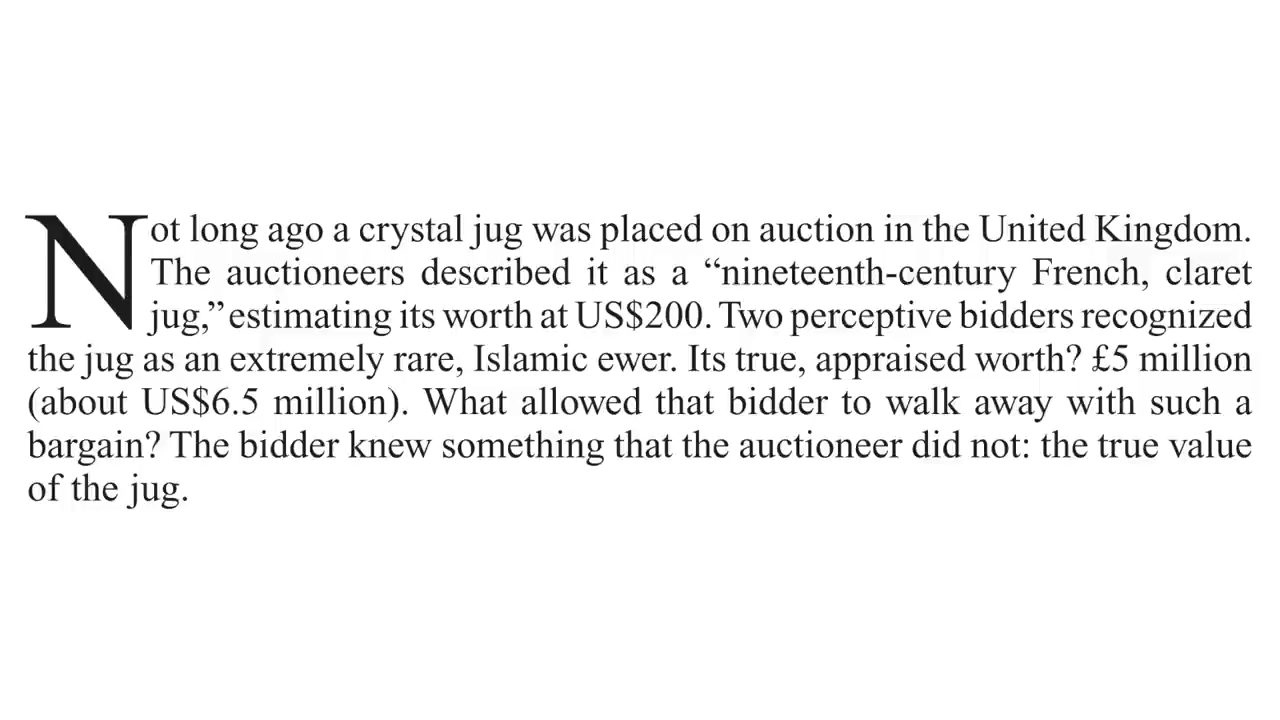 Not long ago a crystal jug was placed on auction in the United Kingdom.
The auctioneers described it as a “nineteenth-century French, claret
jug,” estimating its worth at US$200. Two perceptive bidders recognized
the jug as an extremely rare, Islamic ewer. Its true, appraised worth? £5 million
(about US$6.5 million). What allowed that bidder to walk away with such a
bargain? The bidder knew something that the auctioneer did not: the true value
of the jug.